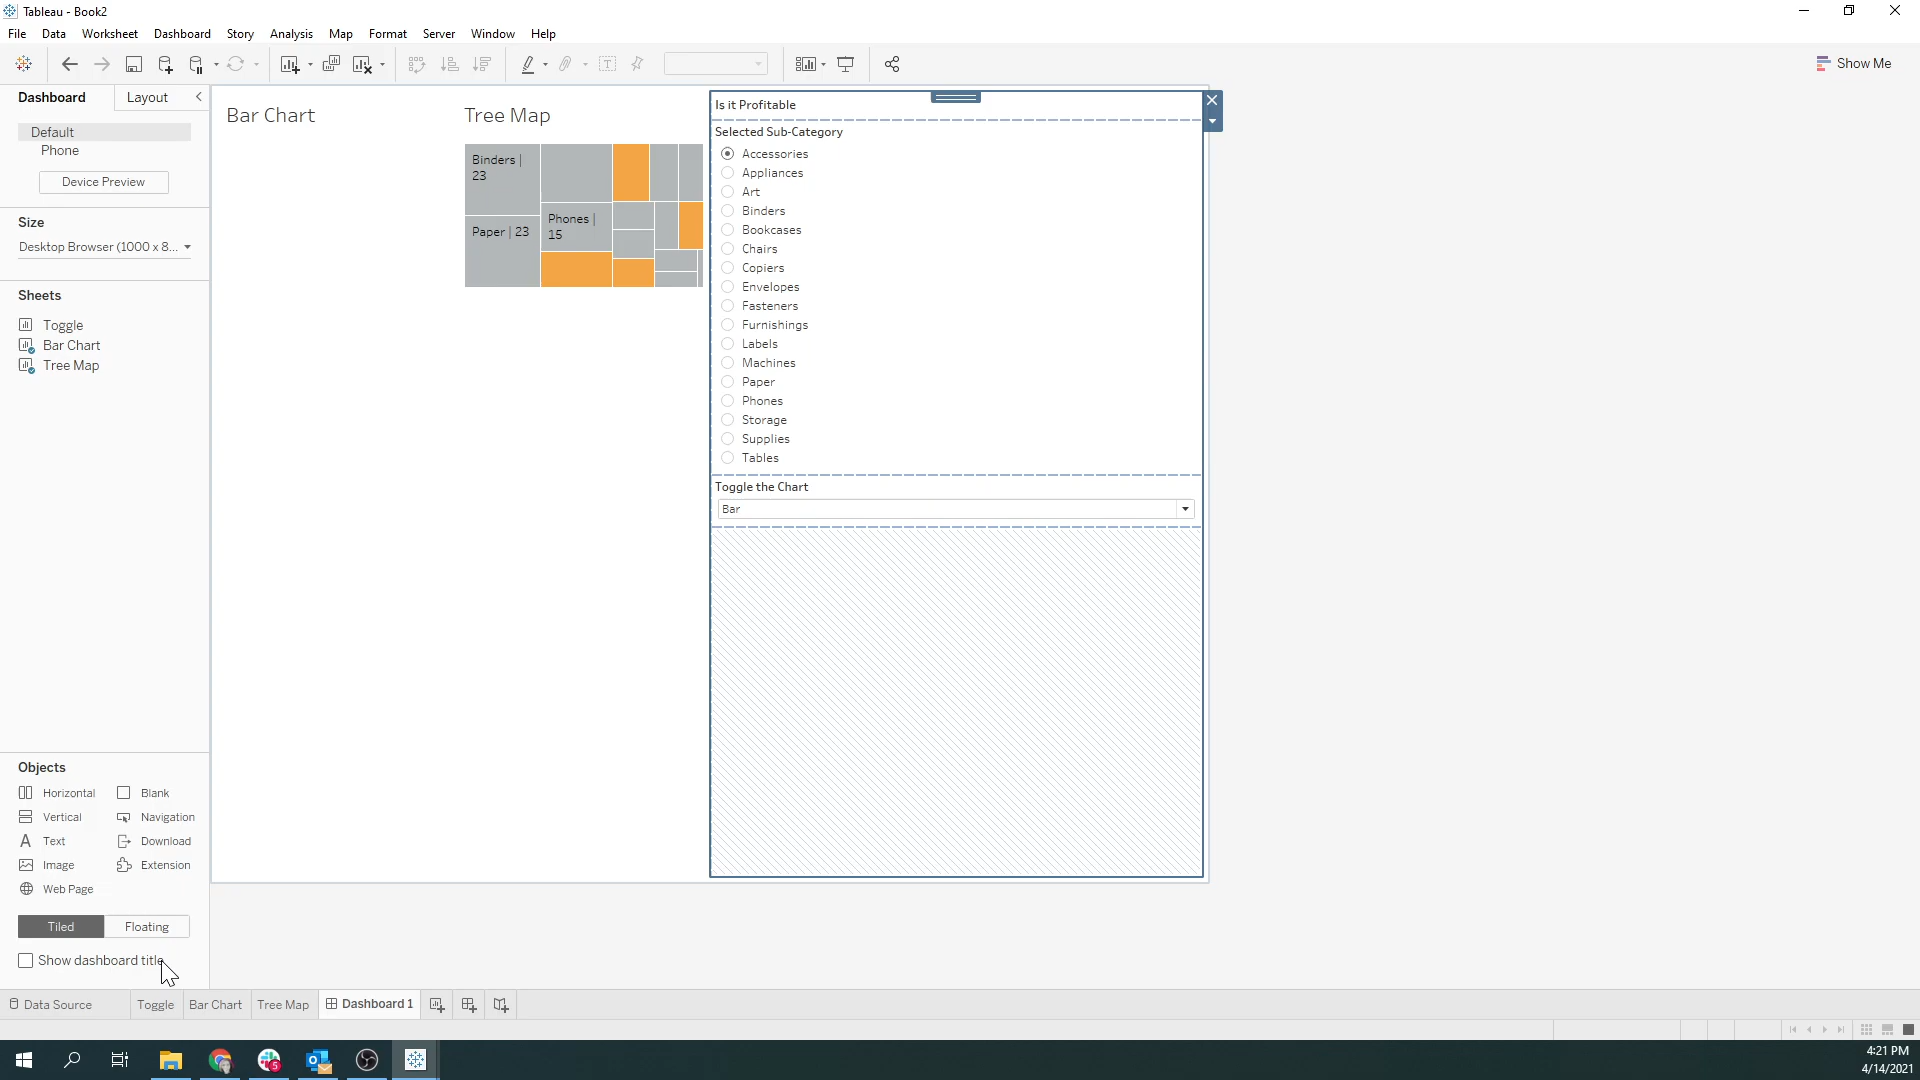 Tableau - Book2
File Data Worksheet Dashboard Story Analysis Map Format Server Window Help
Show Me
Dashboard Layout
Default
Phone
Device Preview
Size
Desktop Browser (1000 x 8...
Sheets
Toggle
Bar Chart
Tree Map
Objects
Horizontal Blank
Vertical Navigation
Text Download
Image Extension
Web Page
Tiled Floating
Show dashboard title
Bar Chart
Tree Map
Binders |
23
Paper | 23
Phones |
15
Is it Profitable
Selected Sub-Category
Accessories
Appliances
Art
Binders
Bookcases
Chairs
Copiers
Envelopes
Fasteners
Furnishings
Labels
Machines
Paper
Phones
Storage
Supplies
Tables
Toggle the Chart
Bar
Data Source Toggle Bar Chart Tree Map Dashboard 1
5
4:21 PM
4/14/2021